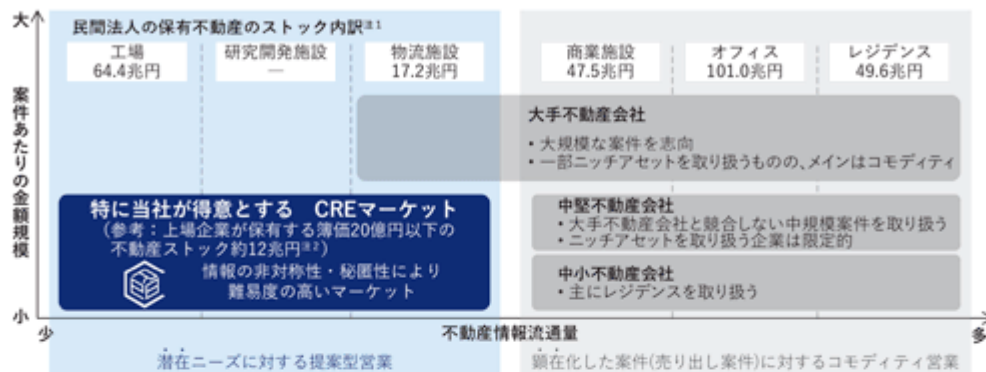 大
案件あたりの金額規模
小
民間法人の保有不動産のストック内訳注1
工場
64.4兆円
研究開発施設
—
物流施設
17.2兆円
商業施設
47.5兆円
オフィス
101.0兆円
レジデンス
49.6兆円
大手不動産会社
・大規模な案件を志向
・一部ニッチアセットを取り扱うものの、メインはコモディティ
特に当社が得意とする CREマーケット
(参考：上場企業が保有する簿価20億円以下の
不動産ストック約12兆円注2)
情報の非対称性・秘匿性により
難易度の高いマーケット
中堅不動産会社
・大手不動産会社と競合しない中規模案件を取り扱う
・ニッチアセットを取り扱う企業は限定的
中小不動産会社
・主にレジデンスを取り扱う
少
不動産情報流通量
多
潜在ニーズに対する提案型営業
顕在化した案件(売り出し案件)に対するコモディティ営業